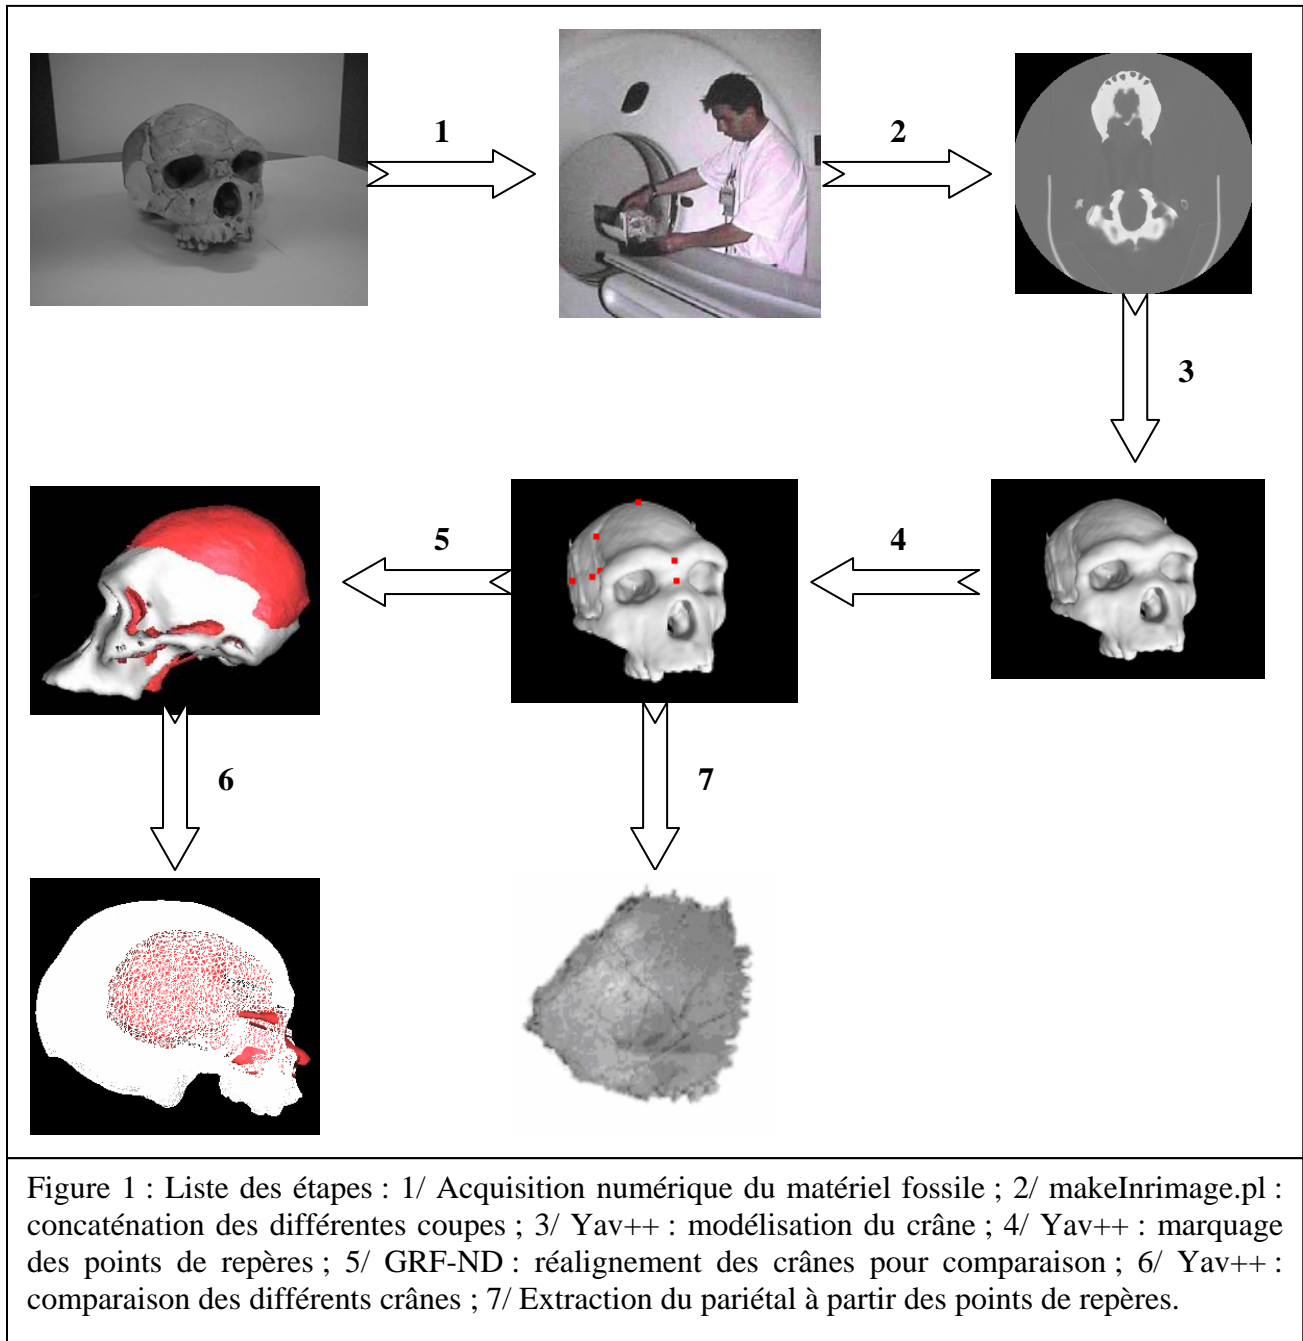 1
2
3
5
4
6
7
Figure 1 : Liste des étapes : 1/ Acquisition numérique du matériel fossile ; 2/ makeInrimage.pl :
concaténation des différentes coupes ; 3/ Yav++ : modélisation du crâne ; 4/ Yav++ : marquage
des points de repères ; 5/ GRF-ND : réalignement des crânes pour comparaison ; 6/ Yav++ :
comparaison des différents crânes ; 7/ Extraction du pariétal à partir des points de repères.